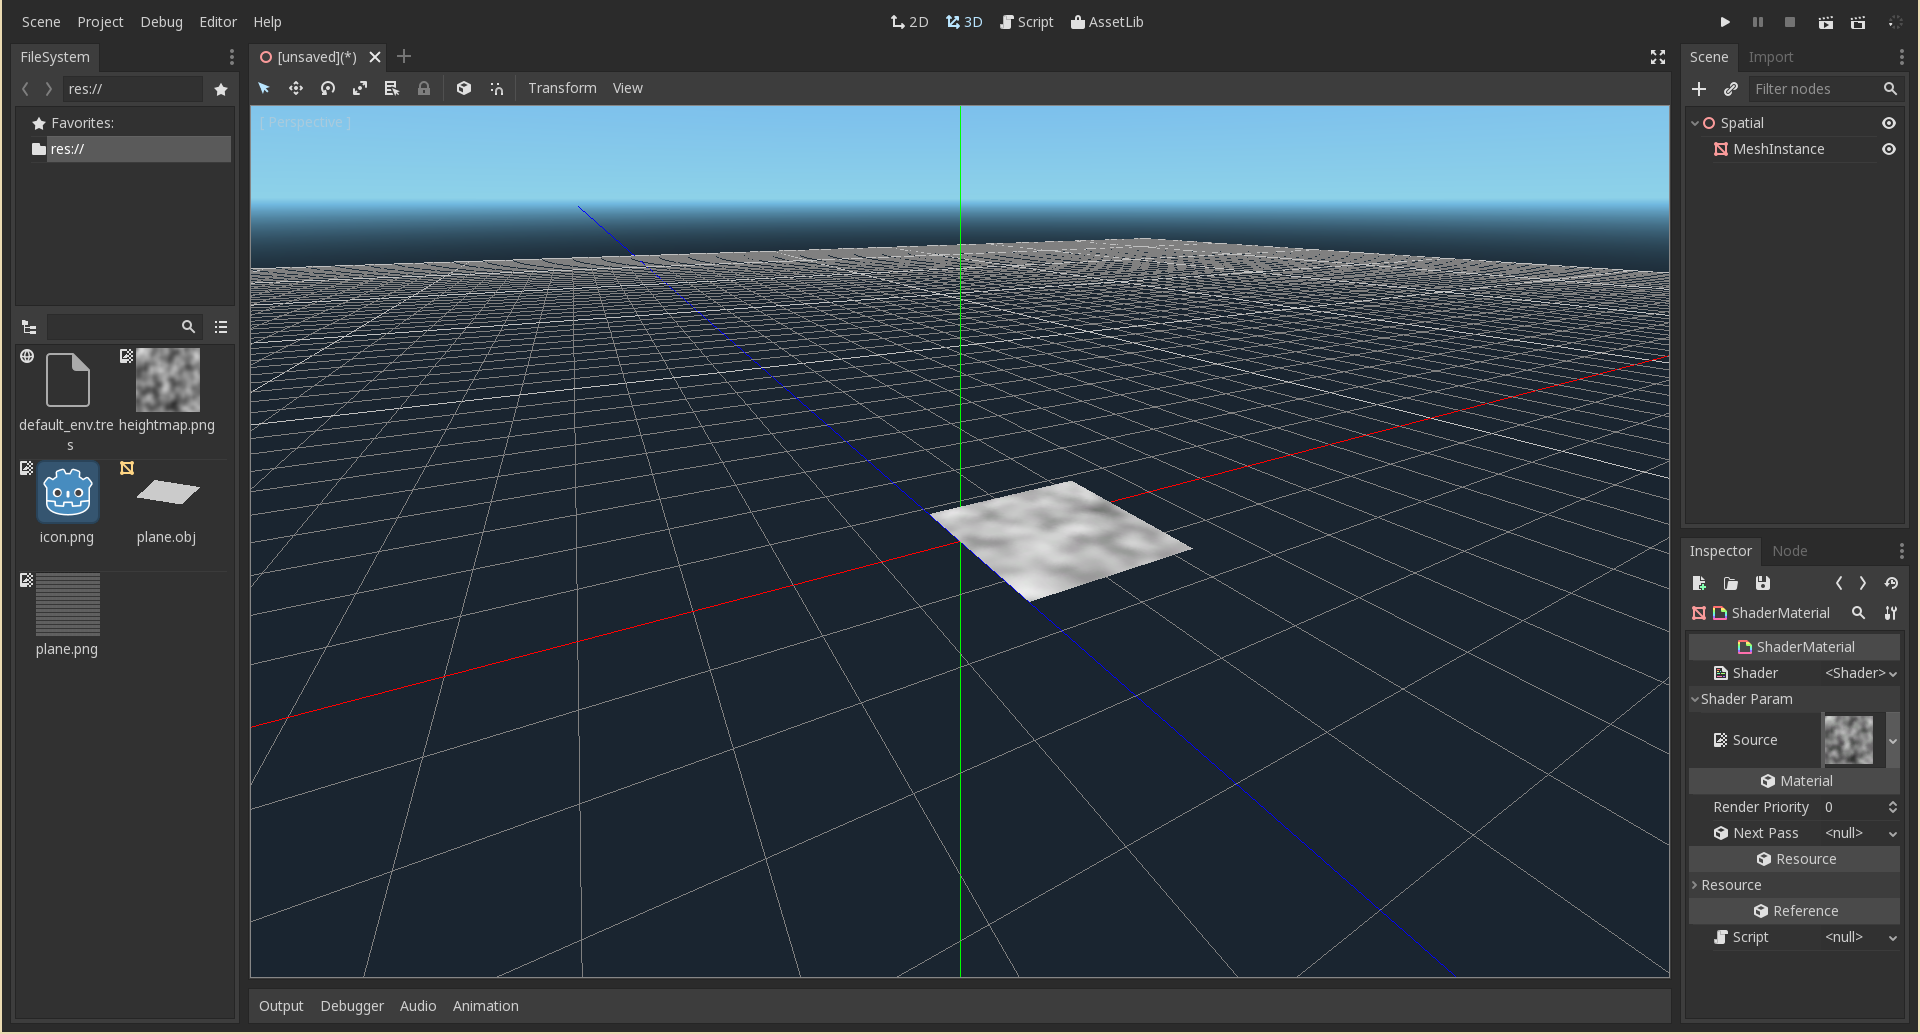 Scene Project Debug Editor Help
2D 3D Script AssetLib
FileSystem
res://
Favorites:
res://
default_env.tre
s
heightmap.png
icon.png
plane.obj
plane.png
[unsaved](*)
Transform View
[ Perspective ]
Output Debugger Audio Animation
Scene Import
Filter nodes
Spatial
MeshInstance
Inspector Node
ShaderMaterial
ShaderMaterial
Shader <Shader>
Shader Param
Source
Material
Render Priority 0
Next Pass <null>
Resource
Resource
Reference
Script <null>